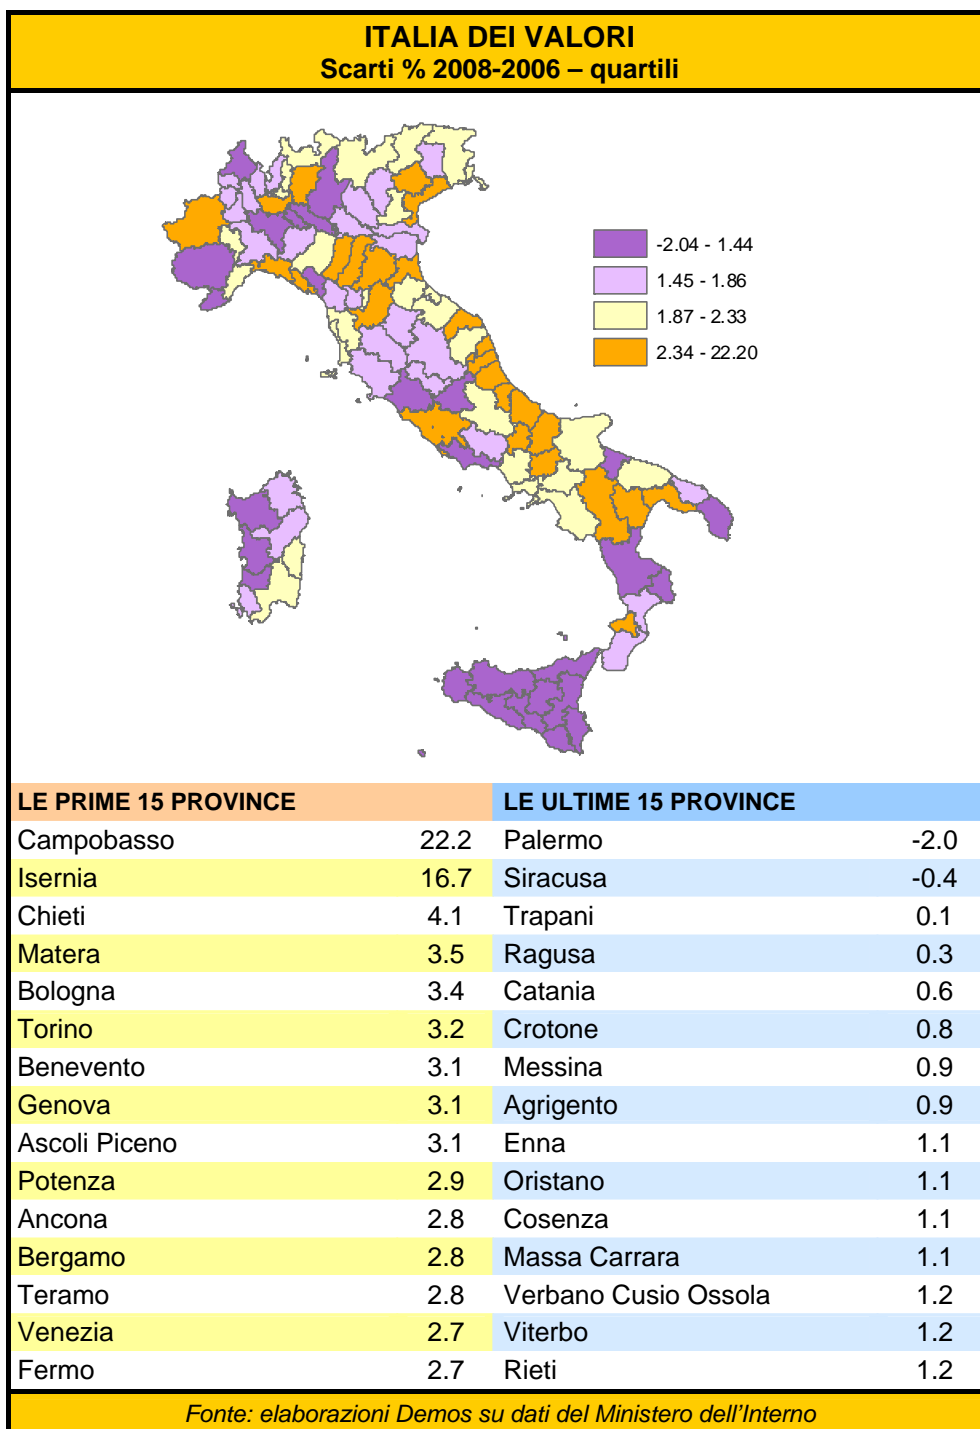 ITALIA DEI VALORI
Scarti % 2008-2006 – quartili
-2.04 - 1.44
1.45 - 1.86
1.87 - 2.33
2.34 - 22.20
LE PRIME 15 PROVINCE LE ULTIME 15 PROVINCE
Campobasso 22.2 Palermo -2.0
Isernia 16.7 Siracusa -0.4
Chieti 4.1 Trapani 0.1
Matera 3.5 Ragusa 0.3
Bologna 3.4 Catania 0.6
Torino 3.2 Crotone 0.8
Benevento 3.1 Messina 0.9
Genova 3.1 Agrigento 0.9
Ascoli Piceno 3.1 Enna 1.1
Potenza 2.9 Oristano 1.1
Ancona 2.8 Cosenza 1.1
Bergamo 2.8 Massa Carrara 1.1
Teramo 2.8 Verbano Cusio Ossola 1.2
Venezia 2.7 Viterbo 1.2
Fermo 2.7 Rieti 1.2
Fonte: elaborazioni Demos su dati del Ministero dell’Interno